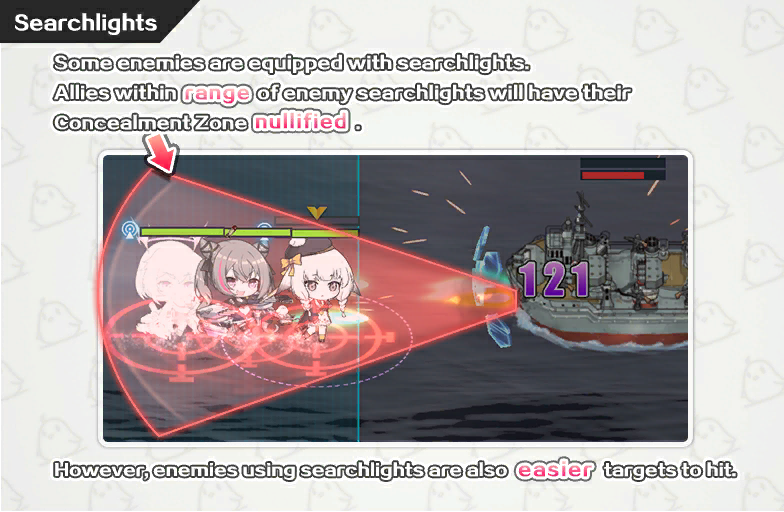 Searchlights
Some enemies are equipped with searchlights.
Allies within range of enemy searchlights will have their
Concealment Zone nullified .
121
However, enemies using searchlights are also easier targets to hit.